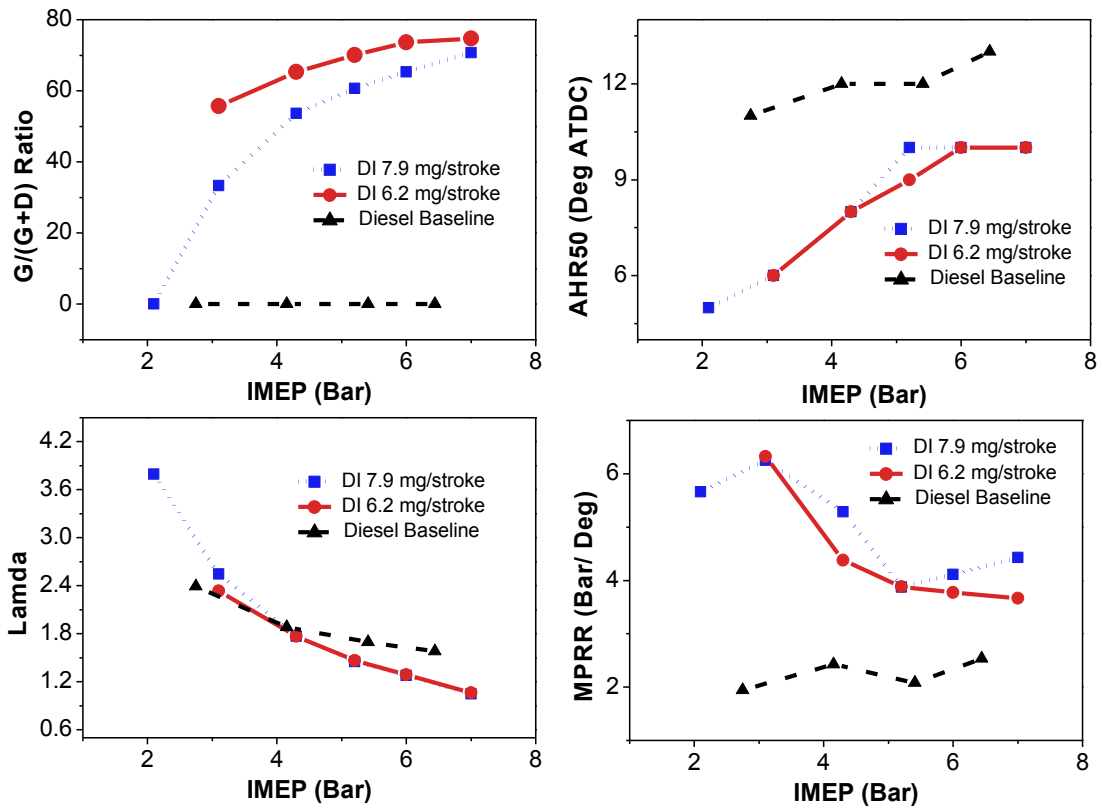 G/(G+D) Ratio
80
60
40
20
0
DI 7.9 mg/stroke
DI 6.2 mg/stroke
Diesel Baseline
2 4 6 8
IMEP (Bar)
AHR50 (Deg ATDC)
12
9
6
DI 7.9 mg/stroke
DI 6.2 mg/stroke
Diesel Baseline
2 4 6 8
IMEP (Bar)
Lamda
4.2
3.6
3.0
2.4
1.8
1.2
0.6
DI 7.9 mg/stroke
DI 6.2 mg/stroke
Diesel Baseline
2 4 6 8
IMEP (Bar)
MPRR (Bar/ Deg)
6
4
2
DI 7.9 mg/stroke
DI 6.2 mg/stroke
Diesel Baseline
2 4 6 8
IMEP (Bar)